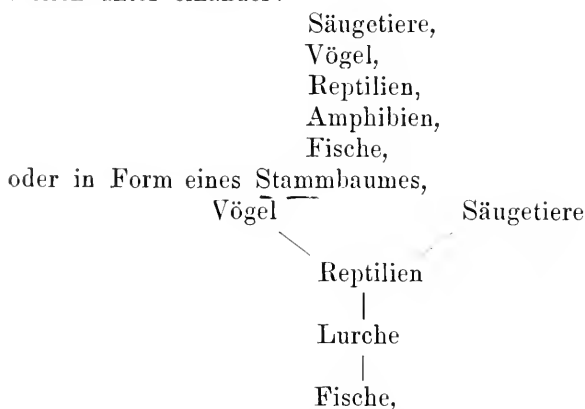 Säugetiere,
Vögel,
Reptilien,
Amphibien,
Fische,
oder in Form eines Stammbaumes,
Vögel Säugetiere
Reptilien
Lurche
Fische,